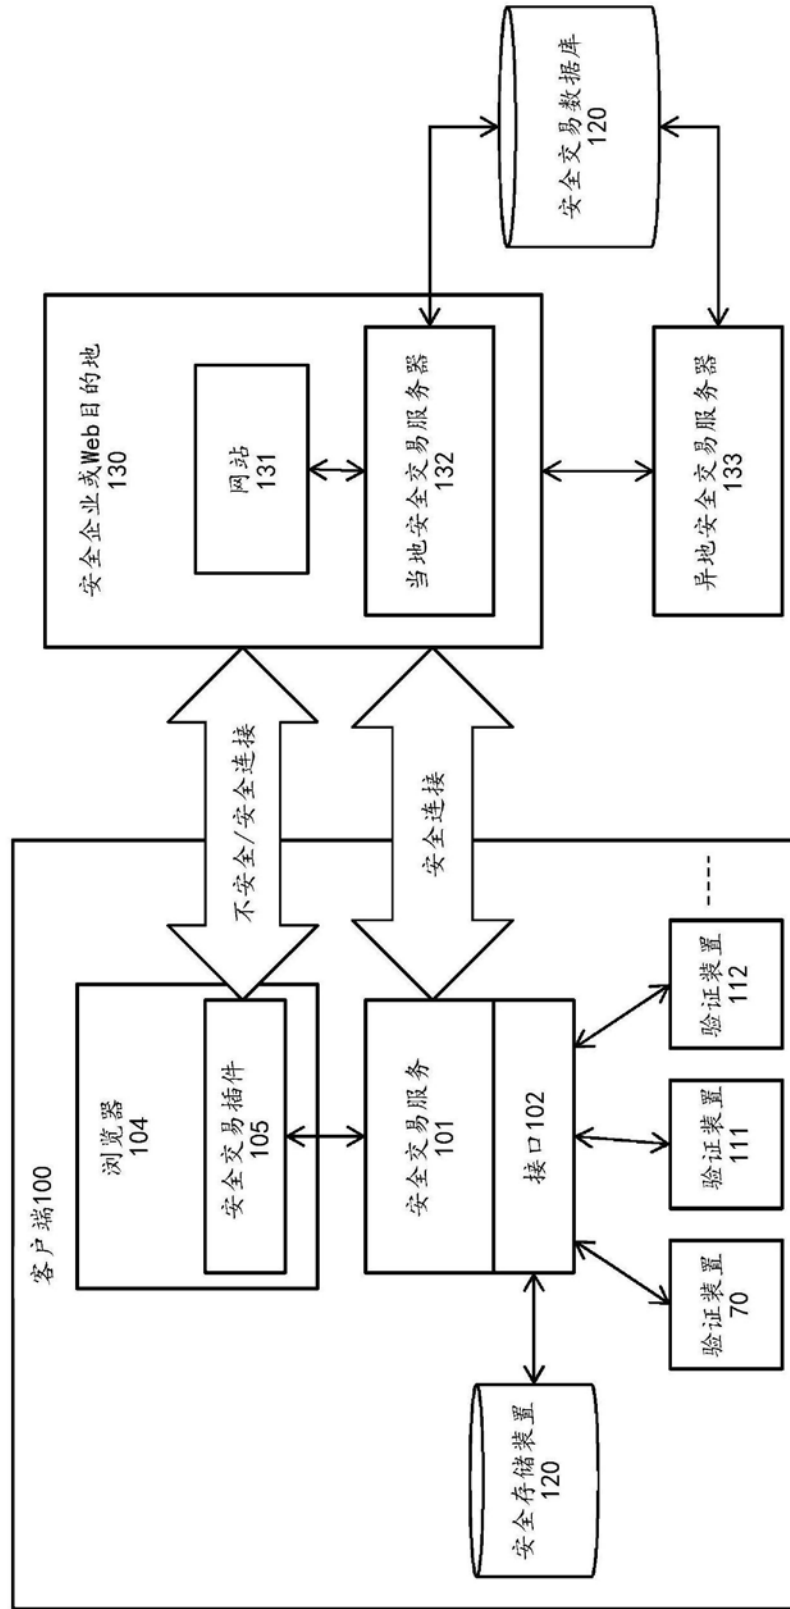 客户端100
浏览器
104
安全交易插件
105
安全交易服务
101
接口102
安全存储装置
120
验证装置
70
验证装置
111
验证装置
112
不安全/安全连接
安全连接
安全企业或Web目的地
130
网站
131
当地安全交易服务器
132
异地安全交易服务器
133
安全交易数据库
120